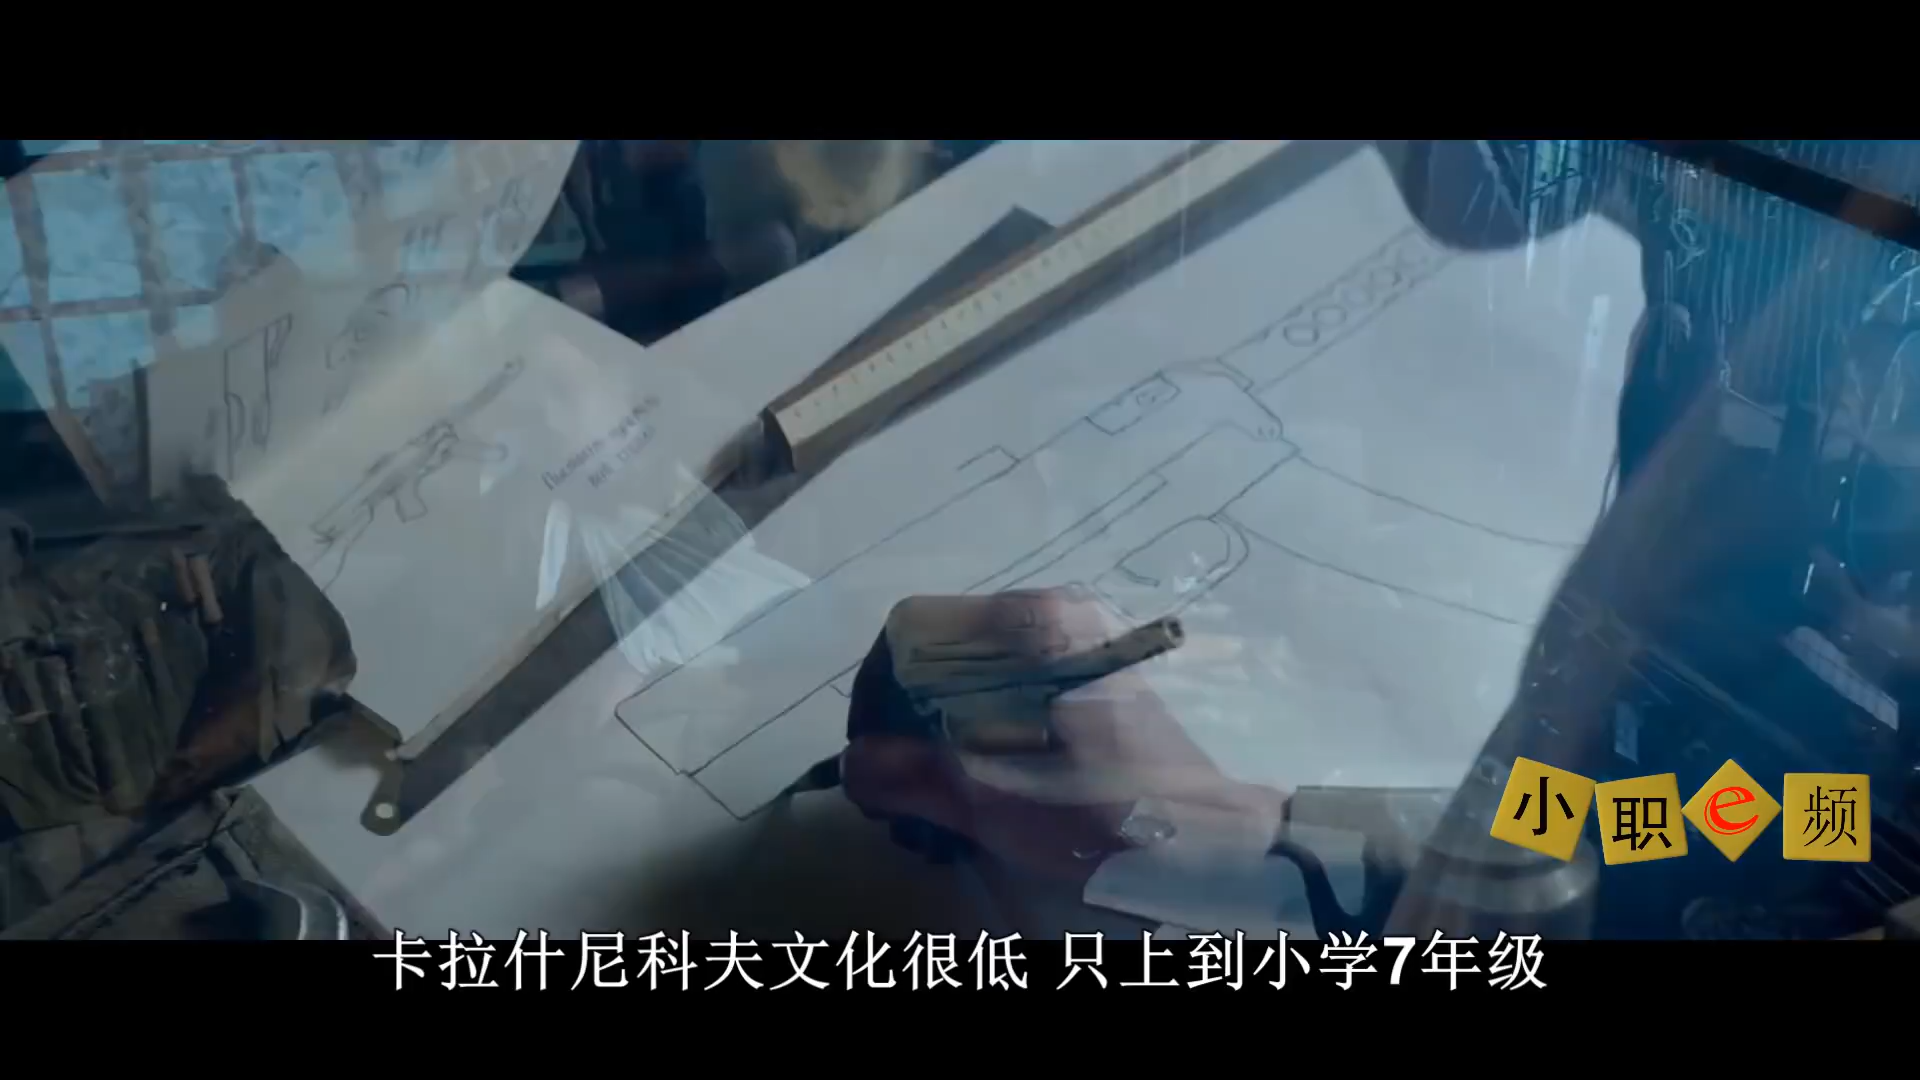 小职e频
卡拉什尼科夫文化很低 只上到小学7年级